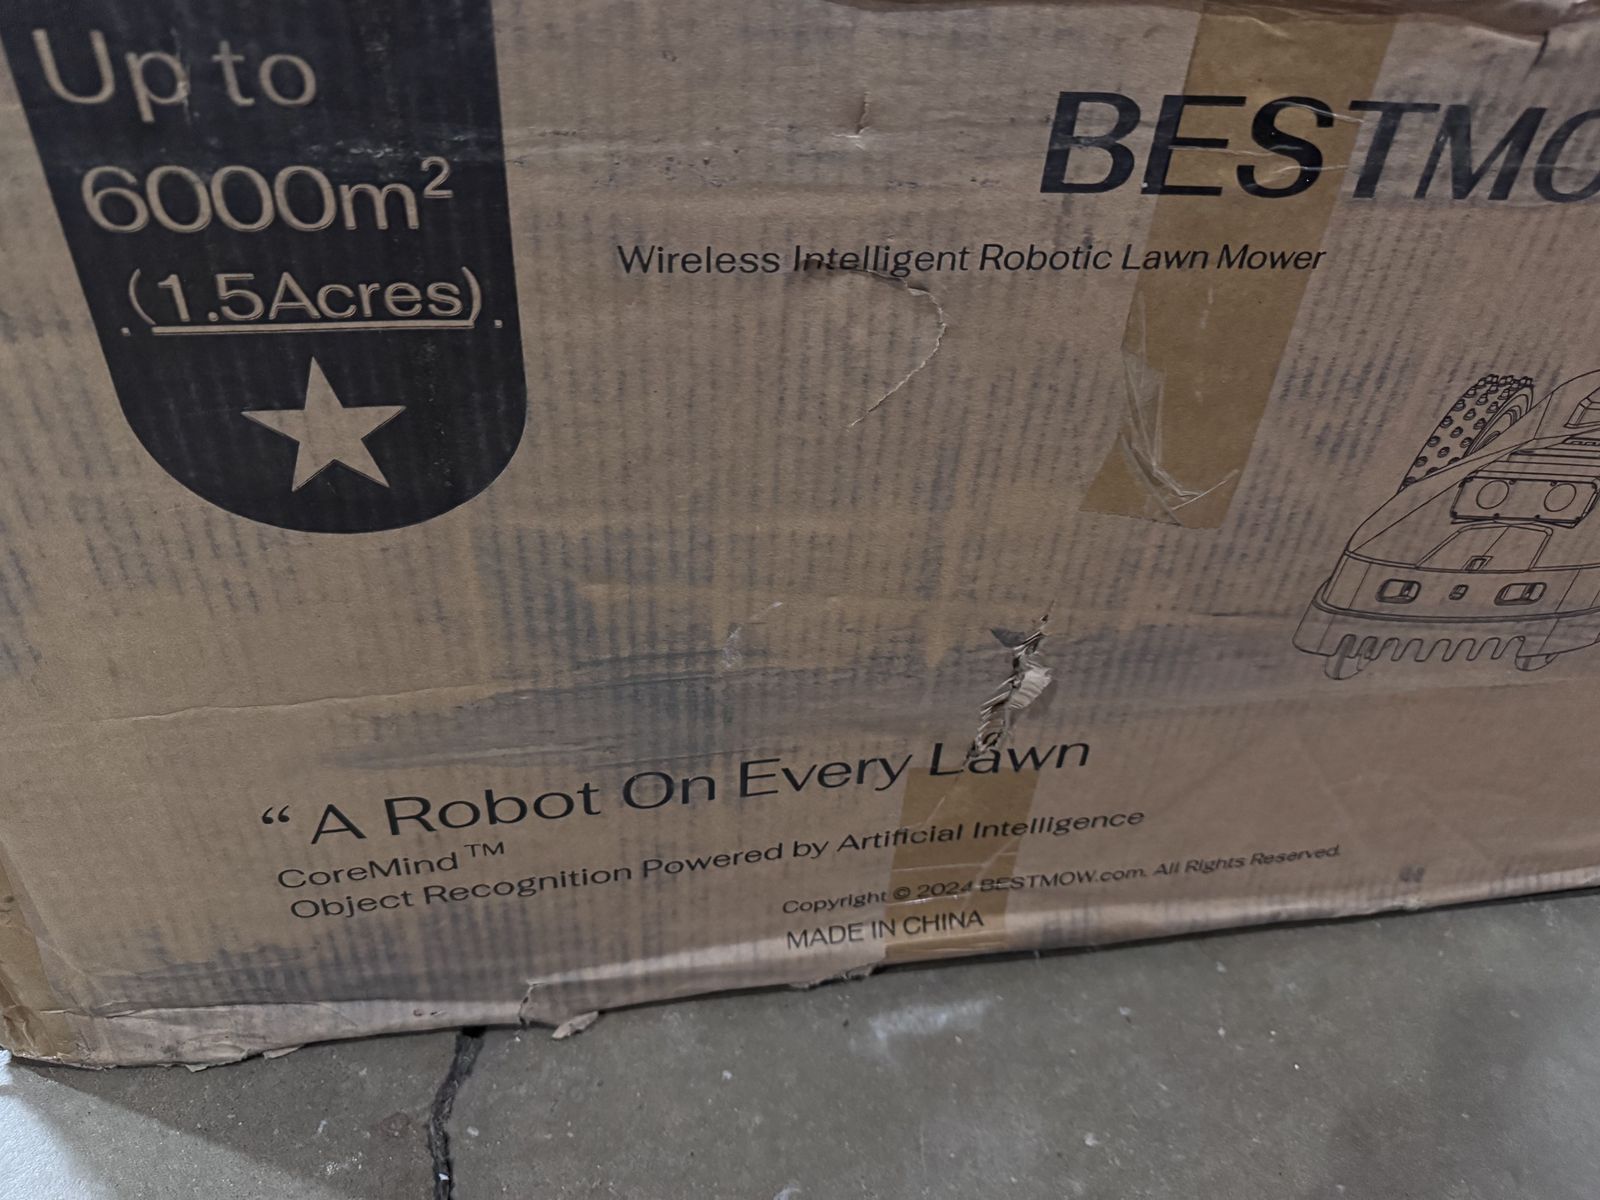 Up to
6000m²
(1.5Acres)
BESTMO
Wireless Intelligent Robotic Lawn Mower
“ A Robot On Every Lawn
CoreMind™
Object Recognition Powered by Artificial Intelligence
Copyright © 2024 BESTMOW.com. All Rights Reserved.
MADE IN CHINA